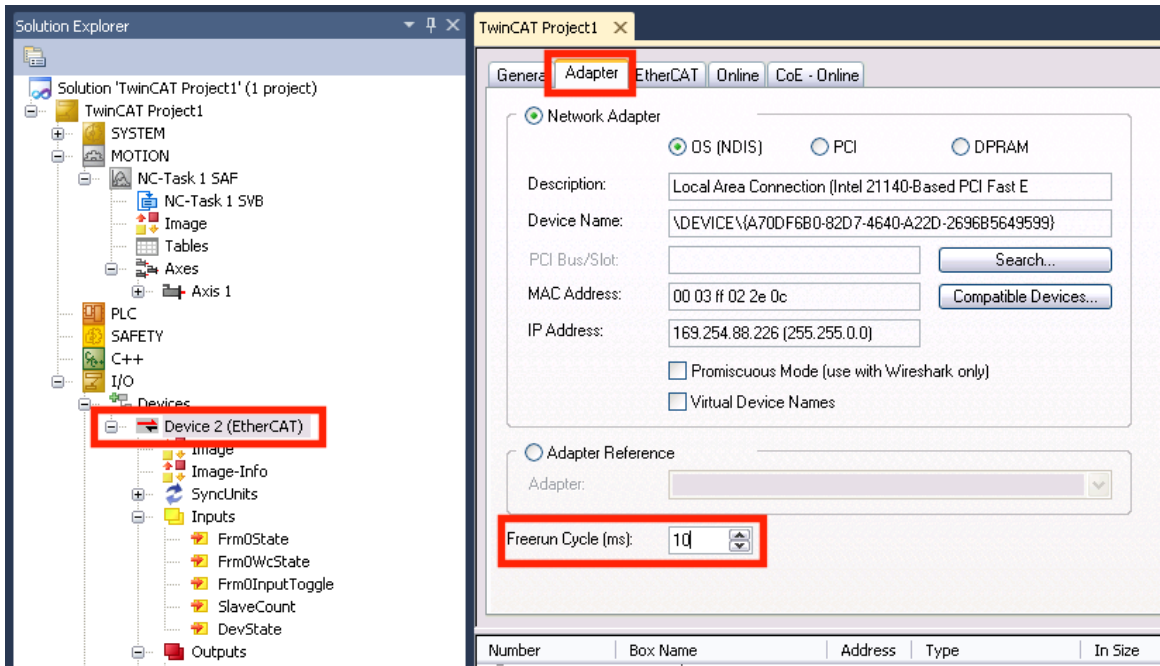 Solution Explorer
Solution 'TwinCAT Project1' (1 project)
TwinCAT Project1
SYSTEM
MOTION
NC-Task 1 SAF
NC-Task 1 SVB
Image
Tables
Axes
Axis 1
PLC
SAFETY
C++
I/O
Devices
Device 2 (EtherCAT)
Image
Image-Info
SyncUnits
Inputs
Frm0State
Frm0WcState
Frm0InputToggle
SlaveCount
DevState
Outputs
TwinCAT Project1
General Adapter EtherCAT Online CoE - Online
Network Adapter
OS (NDIS) PCI DPRAM
Description: Local Area Connection (Intel 21140-Based PCI Fast E
Device Name: \DEVICE\{A70DF6B0-82D7-4640-A22D-2696B5649599}
PCI Bus/Slot: Search...
MAC Address: 00 03 ff 02 2e 0c Compatible Devices...
IP Address: 169.254.88.226 (255.255.0.0)
Promiscuous Mode (use with Wireshark only)
Virtual Device Names
Adapter Reference
Adapter:
Freerun Cycle (ms): 10
Number Box Name Address Type In Size